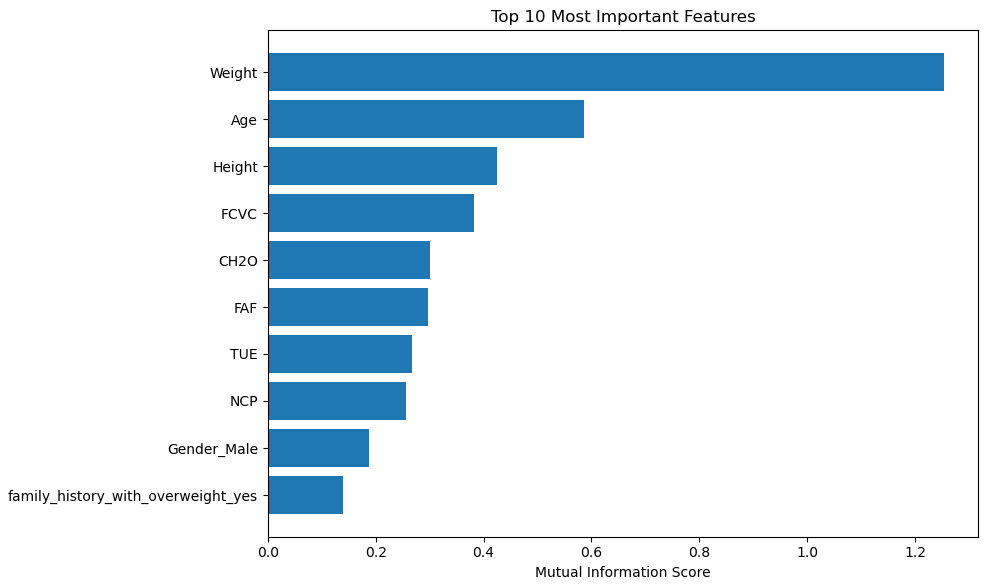 Top 10 Most Important Features
Weight
Age
Height
FCVC
CH2O
FAF
TUE
NCP
Gender_Male
family_history_with_overweight_yes
0.0 0.2 0.4 0.6 0.8 1.0 1.2
Mutual Information Score